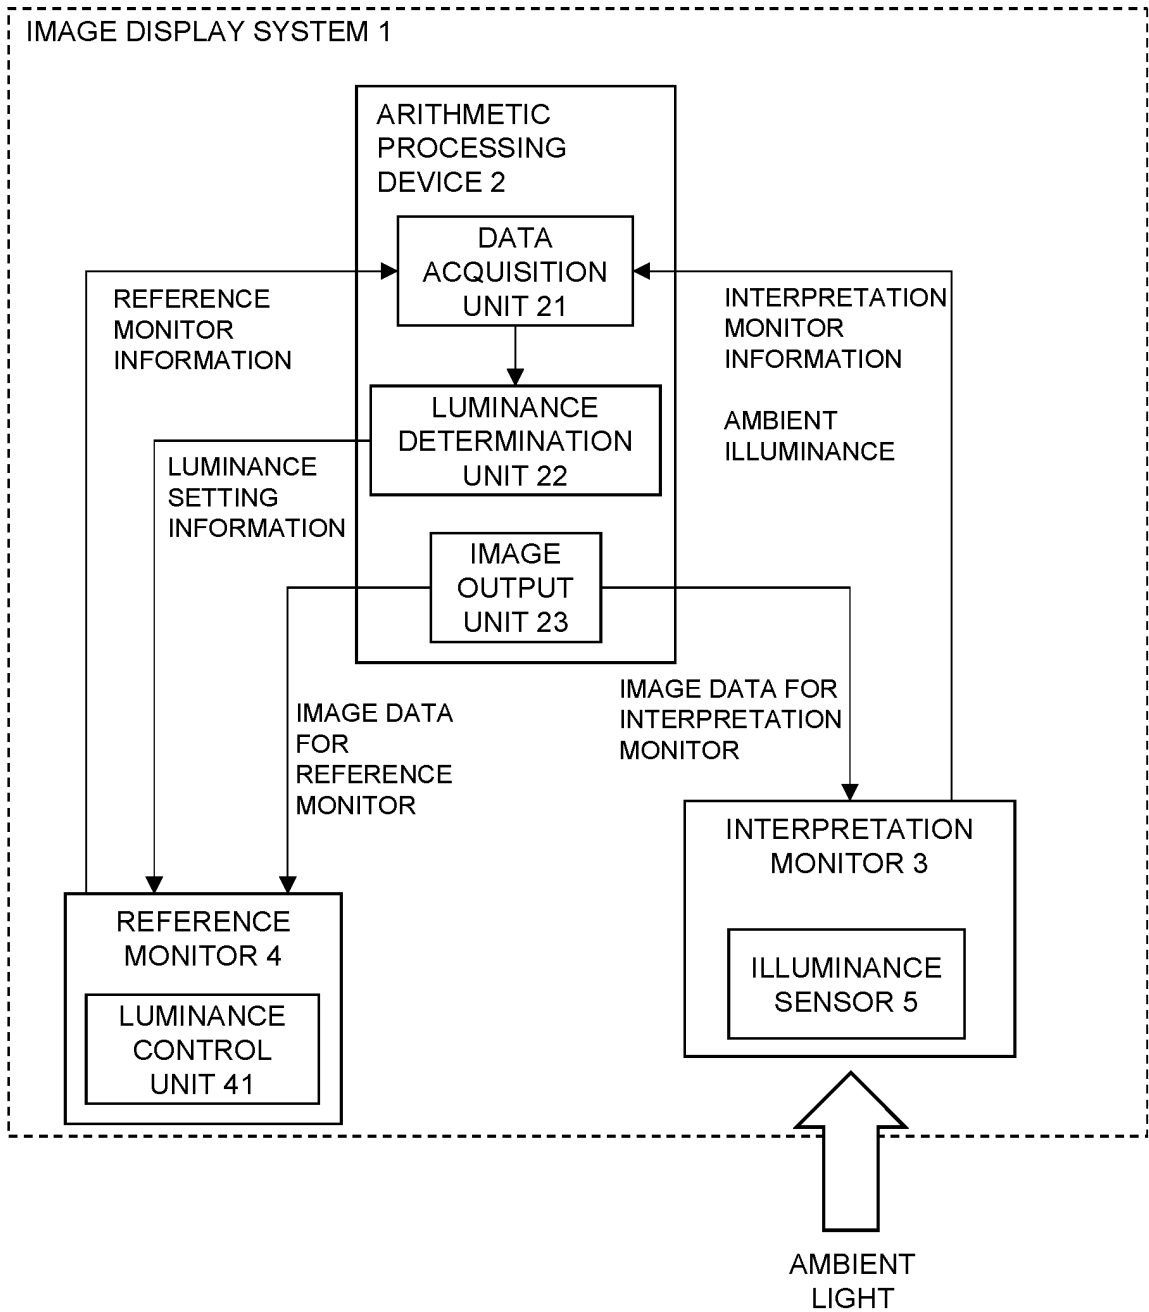 IMAGE DISPLAY SYSTEM 1
ARITHMETIC
PROCESSING
DEVICE 2
DATA
ACQUISITION
UNIT 21
REFERENCE
MONITOR
INFORMATION
INTERPRETATION
MONITOR
INFORMATION
AMBIENT
ILLUMINANCE
LUMINANCE
DETERMINATION
UNIT 22
LUMINANCE
SETTING
INFORMATION
IMAGE
OUTPUT
UNIT 23
IMAGE DATA
FOR
REFERENCE
MONITOR
IMAGE DATA FOR
INTERPRETATION
MONITOR
INTERPRETATION
MONITOR 3
ILLUMINANCE
SENSOR 5
REFERENCE
MONITOR 4
LUMINANCE
CONTROL
UNIT 41
AMBIENT
LIGHT